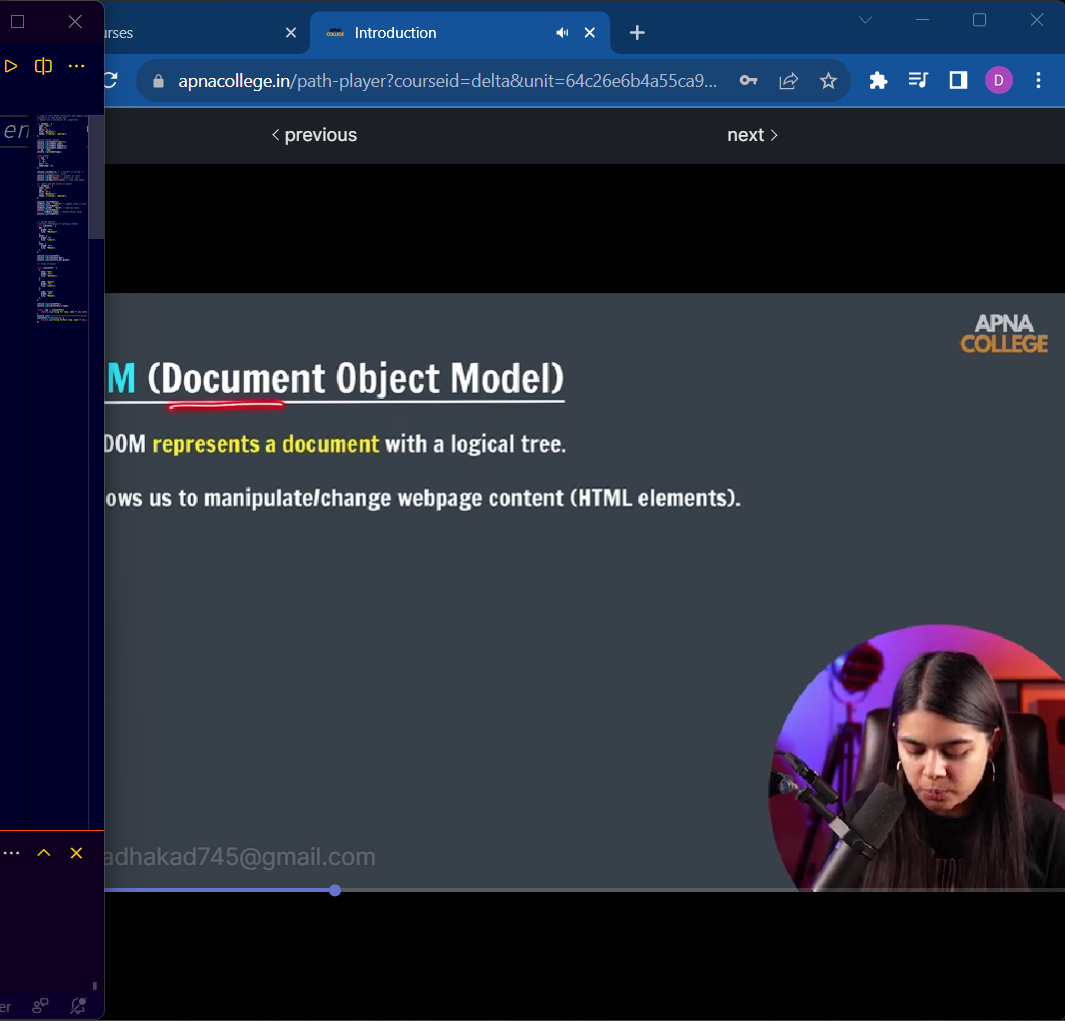 urses
Introduction
apnacollege.in/path-player?courseid=delta&unit=64c26e6b4a55ca9...
D
en
previous
next
APNA
COLLEGE
M (Document Object Model)
DOM represents a document with a logical tree.
ows us to manipulate/change webpage content (HTML elements).
adhakad745@gmail.com
er